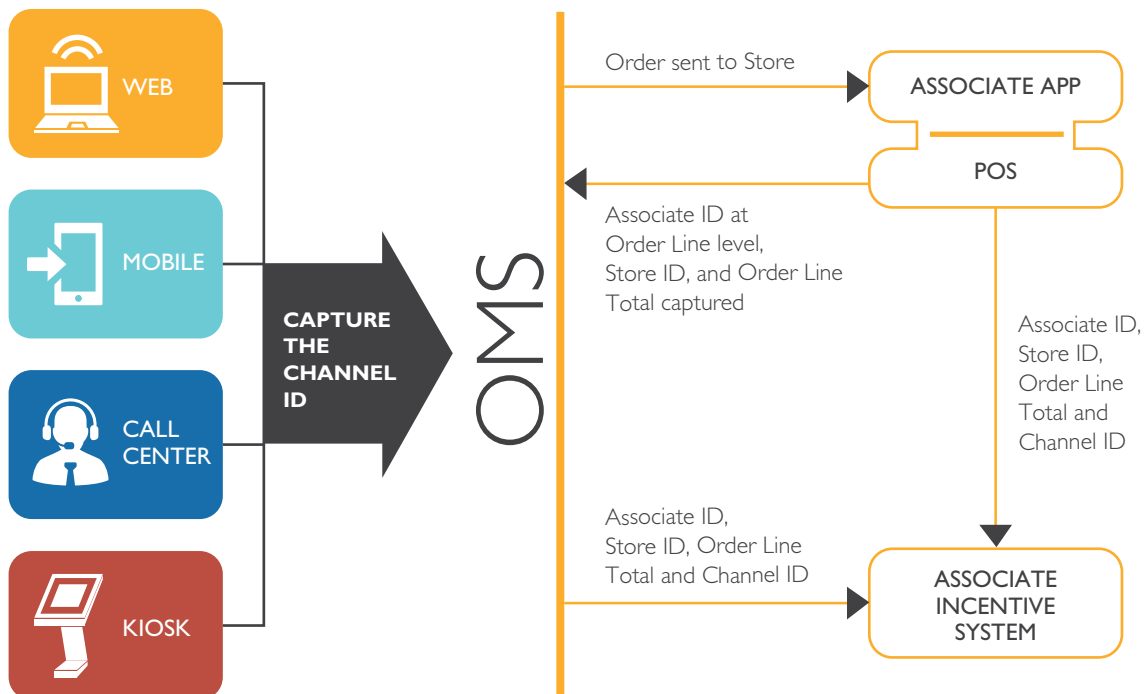 WEB
MOBILE
CALL
CENTER
KIOSK
CAPTURE
THE
CHANNEL
ID
OMS
Order sent to Store
ASSOCIATE APP
POS
Associate ID at
Order Line level,
Store ID, and Order Line
Total captured
Associate ID,
Store ID,
Order Line
Total and
Channel ID
Associate ID,
Store ID, Order Line
Total and Channel ID
ASSOCIATE
INCENTIVE
SYSTEM